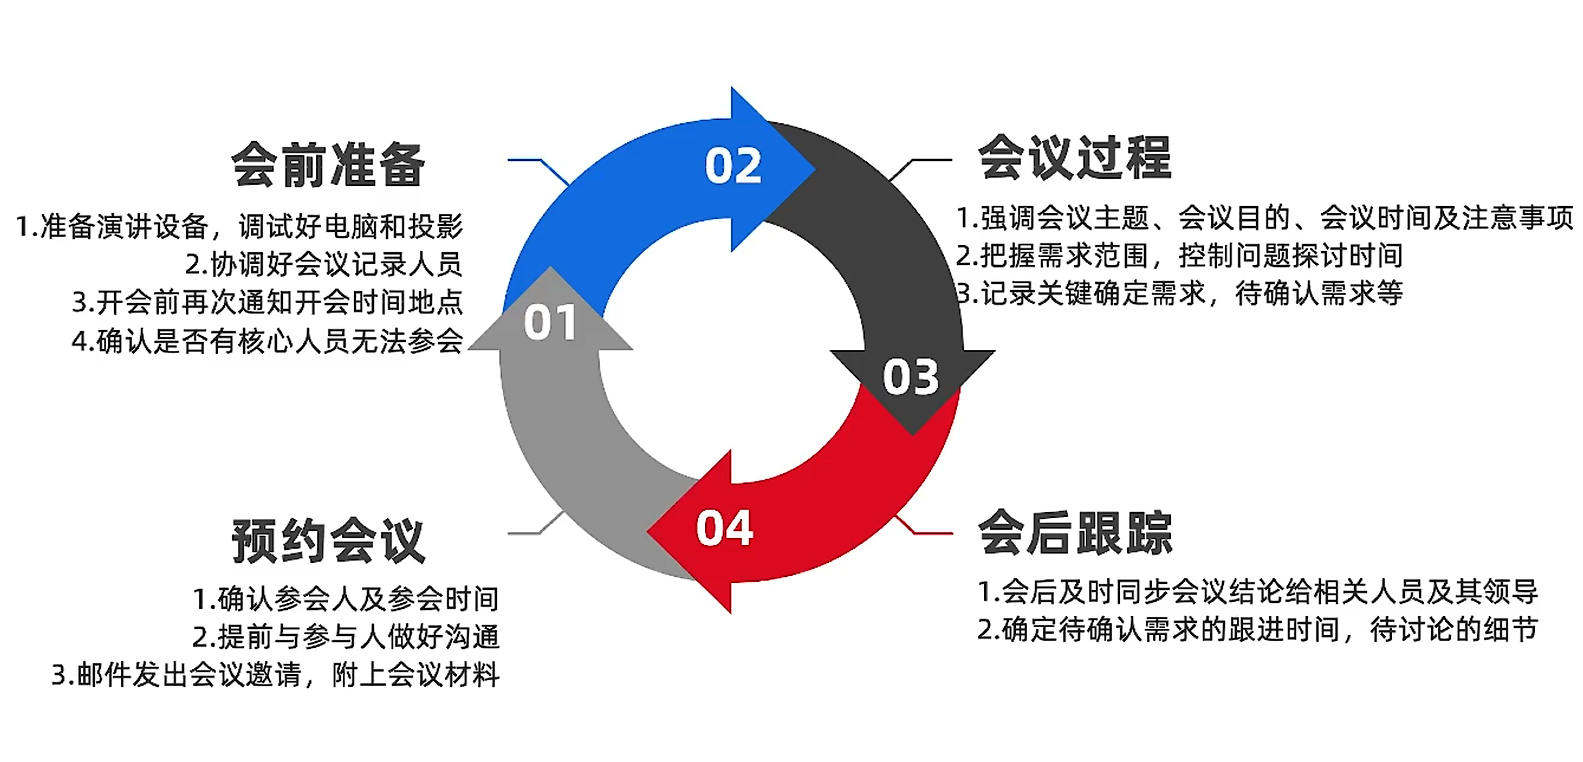 会前准备
1.准备演讲设备，调试好电脑和投影
2.协调好会议记录人员
3.开会前再次通知开会时间地点
4.确认是否有核心人员无法参会
02
01
会议过程
1.强调会议主题、会议目的、会议时间及注意事项
2.把握需求范围，控制问题探讨时间
3.记录关键确定需求，待确认需求等
03
04
预约会议
1.确认参会人及参会时间
2.提前与参与人做好沟通
3.邮件发出会议邀请，附上会议材料
会后跟踪
1.会后及时同步会议结论给相关人员及其领导
2.确定待确认需求的跟进时间，待讨论的细节